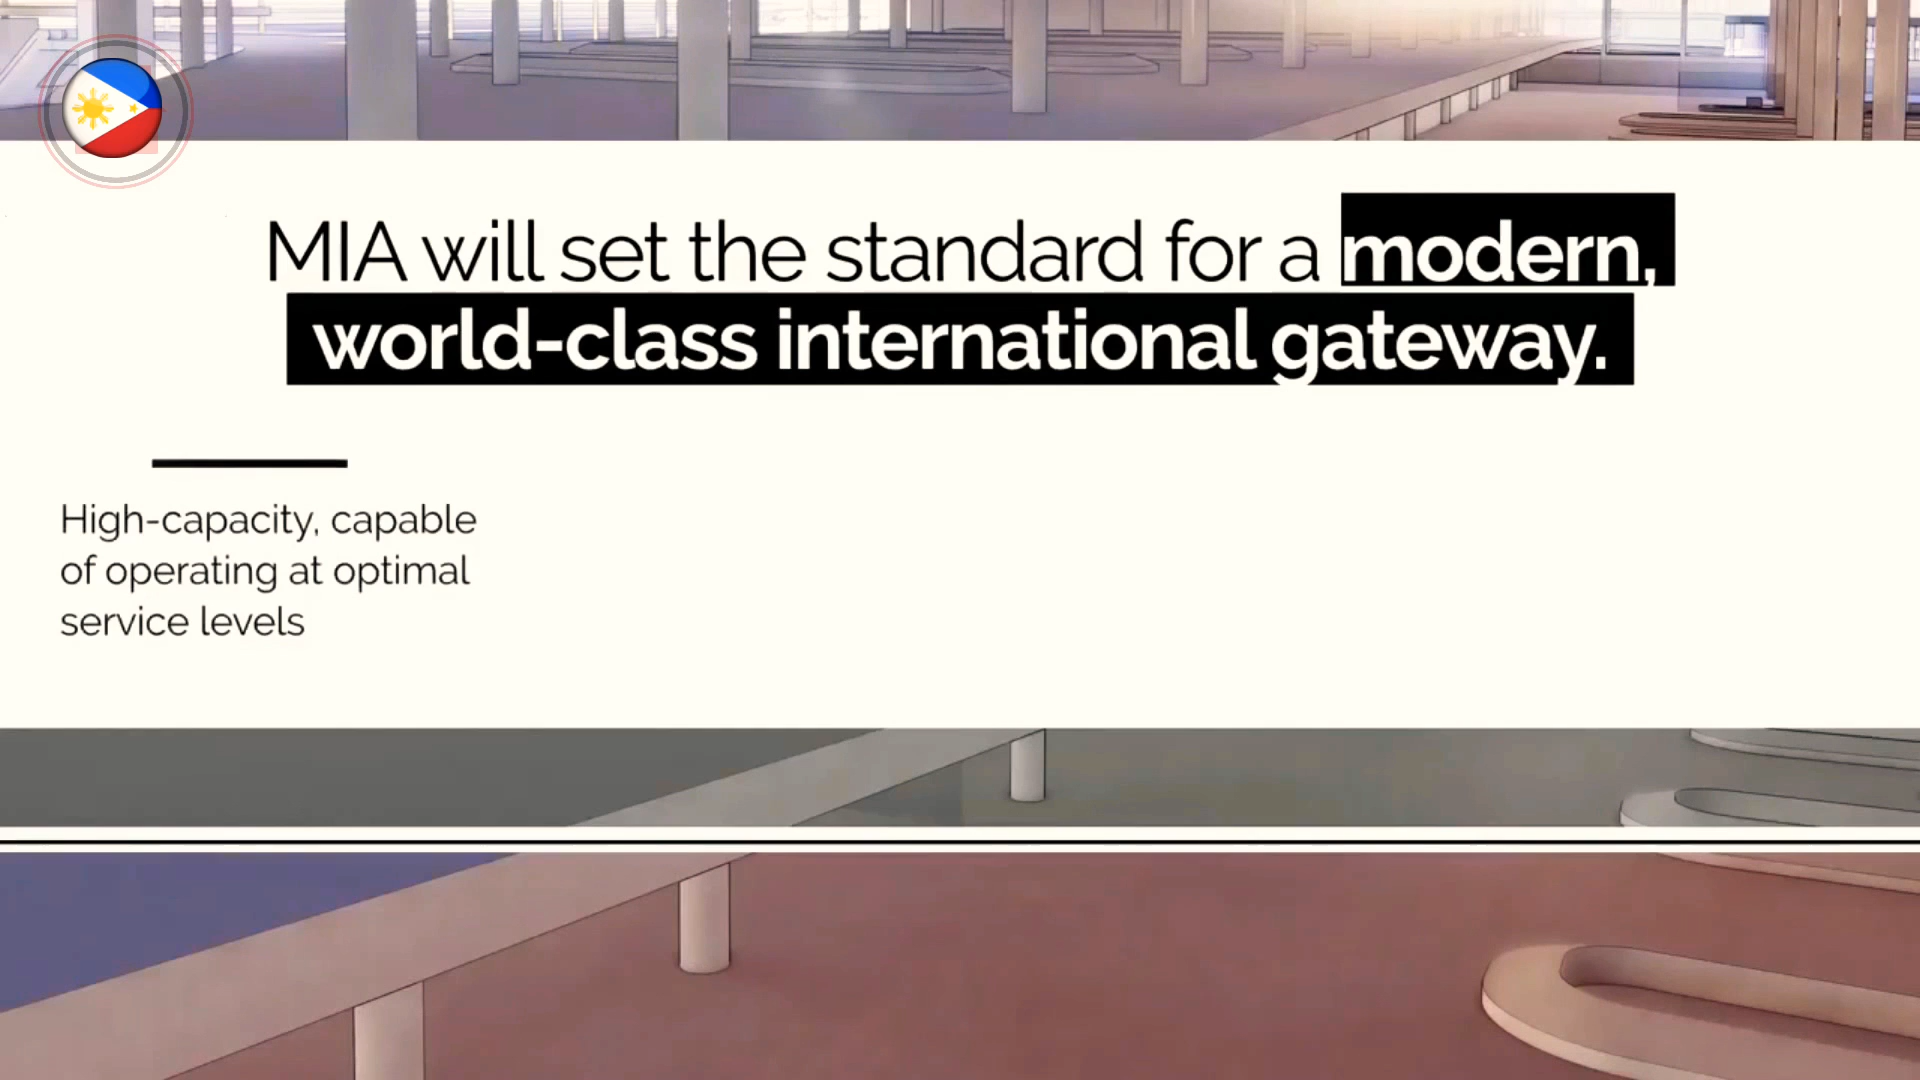 MIA will set the standard for a modern,
world-class international gateway.
High-capacity, capable
of operating at optimal
service levels